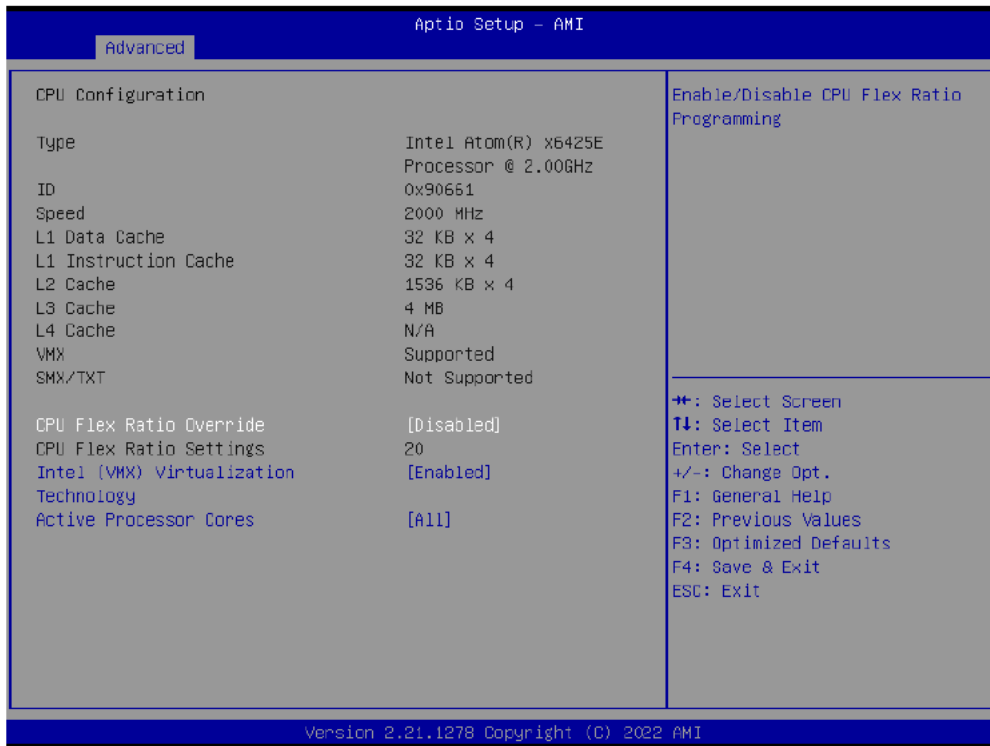 Aptio Setup – AMI
Advanced
CPU Configuration
Type Intel Atom(R) x6425E
Processor @ 2.00GHz
ID 0x90661
Speed 2000 MHz
L1 Data Cache 32 KB x 4
L1 Instruction Cache 32 KB x 4
L2 Cache 1536 KB x 4
L3 Cache 4 MB
L4 Cache N/A
VMX Supported
SMX/TXT Not Supported
CPU Flex Ratio Override [Disabled]
CPU Flex Ratio Settings 20
Intel (VMX) Virtualization [Enabled]
Technology
Active Processor Cores [All]
Enable/Disable CPU Flex Ratio
Programming
→←: Select Screen
↑↓: Select Item
Enter: Select
+/-: Change Opt.
F1: General Help
F2: Previous Values
F3: Optimized Defaults
F4: Save & Exit
ESC: Exit
Version 2.21.1278 Copyright (C) 2022 AMI